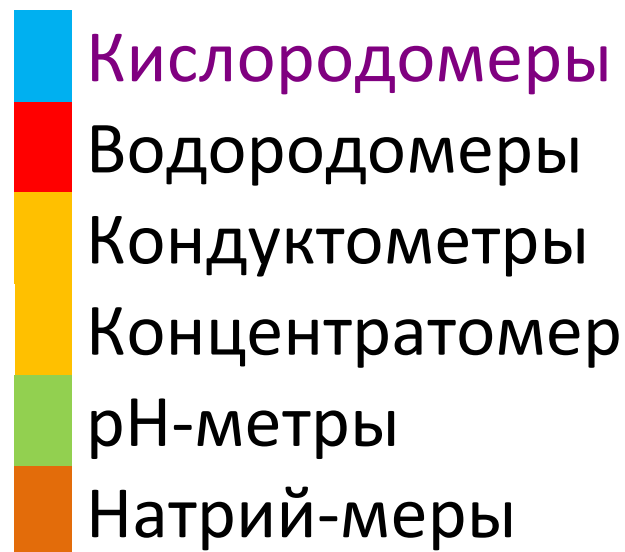 Кислородомеры
Водородомеры
Кондуктометры
Концентратомер
pH-метры
Натрий-меры